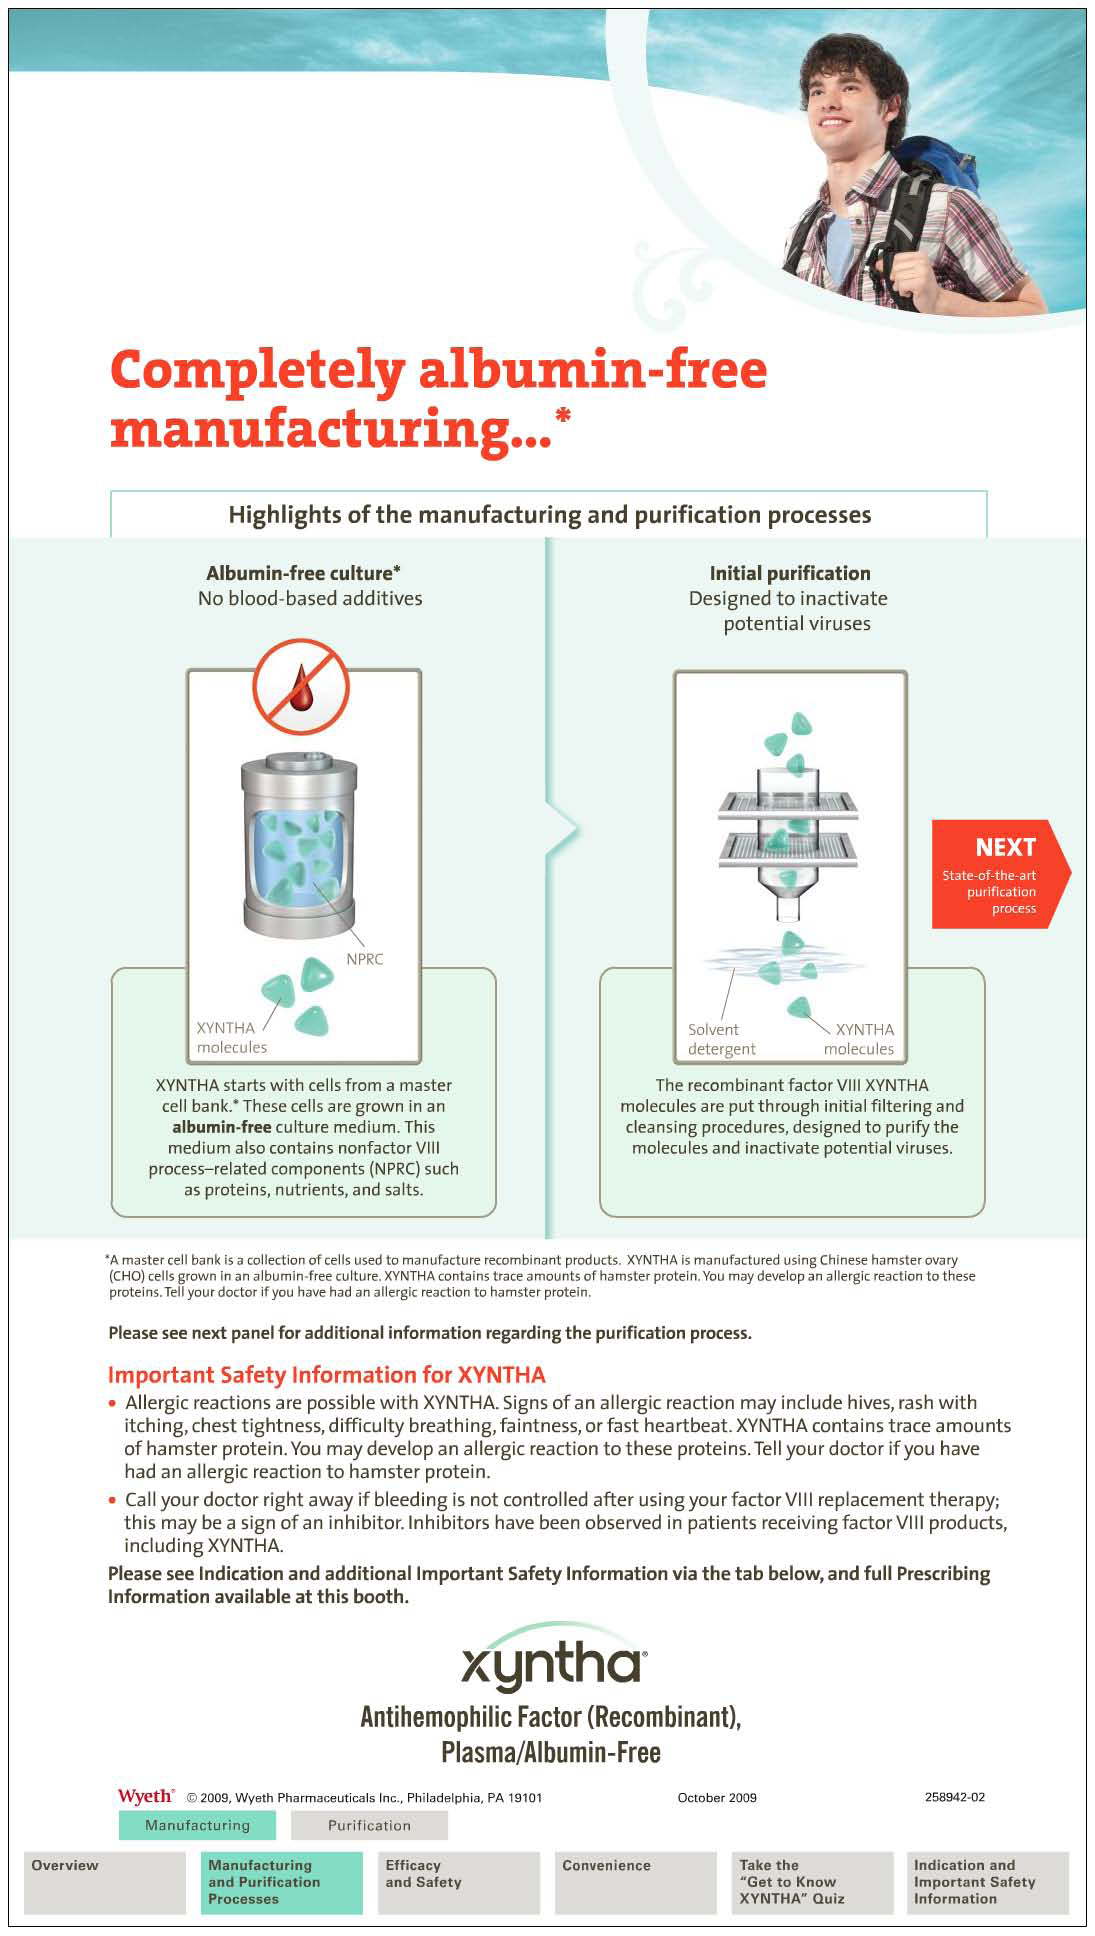 Completely albumin-free
manufacturing...*
Highlights of the manufacturing and purification processes
Albumin-free culture*
No blood-based additives
NPRC
XYNTHA
molecules
XYNTHA starts with cells from a master
cell bank.* These cells are grown in an
albumin-free culture medium. This
medium also contains nonfactor VIII
process–related components (NPRC) such
as proteins, nutrients, and salts.
Initial purification
Designed to inactivate
potential viruses
Solvent
detergent
XYNTHA
molecules
The recombinant factor VIII XYNTHA
molecules are put through initial filtering and
cleansing procedures, designed to purify the
molecules and inactivate potential viruses.
NEXT
State-of-the-art
purification
process
*A master cell bank is a collection of cells used to manufacture recombinant products. XYNTHA is manufactured using Chinese hamster ovary
(CHO) cells grown in an albumin-free culture. XYNTHA contains trace amounts of hamster protein. You may develop an allergic reaction to these
proteins. Tell your doctor if you have had an allergic reaction to hamster protein.
Please see next panel for additional information regarding the purification process.
Important Safety Information for XYNTHA
• Allergic reactions are possible with XYNTHA. Signs of an allergic reaction may include hives, rash with
itching, chest tightness, difficulty breathing, faintness, or fast heartbeat. XYNTHA contains trace amounts
of hamster protein. You may develop an allergic reaction to these proteins. Tell your doctor if you have
had an allergic reaction to hamster protein.
• Call your doctor right away if bleeding is not controlled after using your factor VIII replacement therapy;
this may be a sign of an inhibitor. Inhibitors have been observed in patients receiving factor VIII products,
including XYNTHA.
Please see Indication and additional Important Safety Information via the tab below, and full Prescribing
Information available at this booth.
xyntha®
Antihemophilic Factor (Recombinant),
Plasma/Albumin-Free
Wyeth® © 2009, Wyeth Pharmaceuticals Inc., Philadelphia, PA 19101 October 2009 258942-02
Manufacturing
Purification
Overview
Manufacturing
and Purification
Processes
Efficacy
and Safety
Convenience
Take the
"Get to Know
XYNTHA" Quiz
Indication and
Important Safety
Information